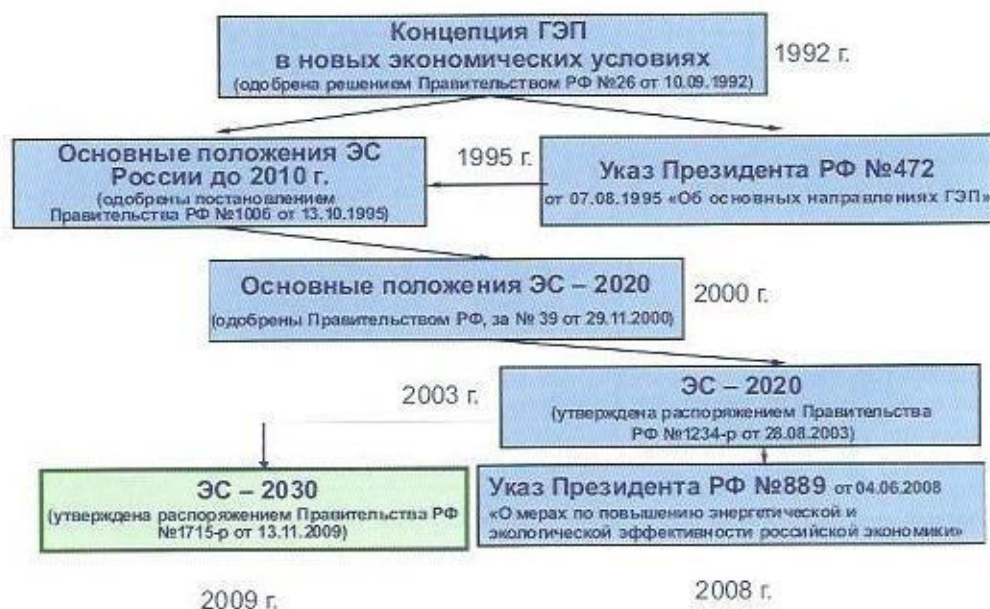 Концепция ГЭП
в новых экономических условиях
(одобрена решением Правительством РФ №26 от 10.09.1992)
1992 г.
Основные положения ЭС
России до 2010 г.
(одобрены постановлением
Правительства РФ №1006 от 13.10.1995)
1995 г.
Указ Президента РФ №472
от 07.08.1995 «Об основных направлениях ГЭП»
Основные положения ЭС – 2020
(одобрены Правительством РФ, за № 39 от 29.11.2000)
2000 г.
2003 г.
ЭС – 2020
(утверждена распоряжением Правительства
РФ №1234-р от 28.08.2003)
ЭС – 2030
(утверждена распоряжением Правительства РФ
№1715-р от 13.11.2009)
Указ Президента РФ №889 от 04.06.2008
«О мерах по повышению энергетической и
экологической эффективности российской экономики»
2009 г.
2008 г.